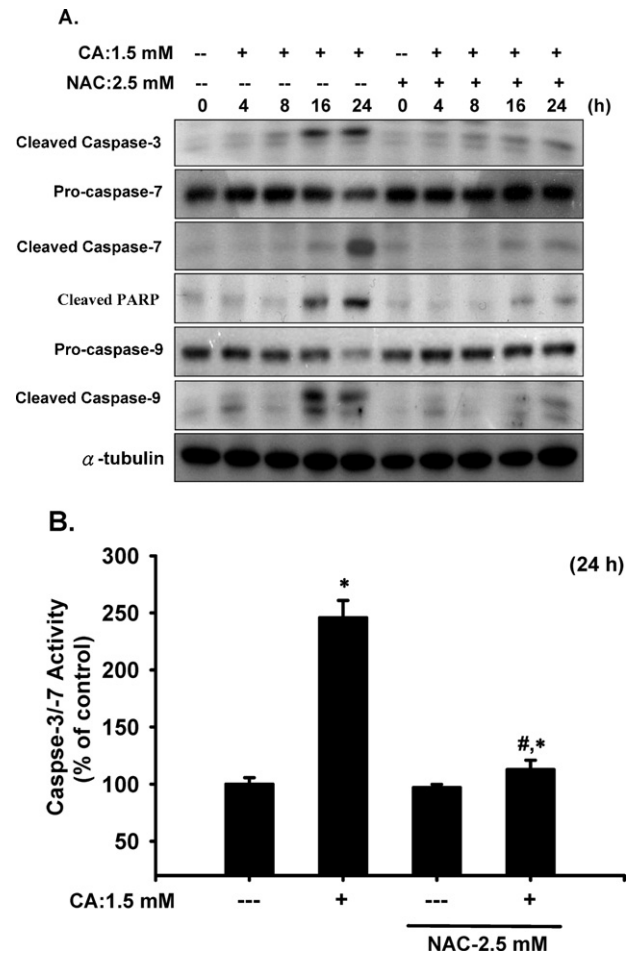 A.
CA:1.5 mM -- + + + + -- + + + +
NAC:2.5 mM -- -- -- -- -- + + + + +
0 4 8 16 24 0 4 8 16 24 (h)
Cleaved Caspase-3
Pro-caspase-7
Cleaved Caspase-7
Cleaved PARP
Pro-caspase-9
Cleaved Caspase-9
α-tubulin
B.
(24 h)
Caspse-3/-7 Activity
(% of control)
300
250
200
150
100
50
*
#,*
CA:1.5 mM --- + --- +
NAC-2.5 mM